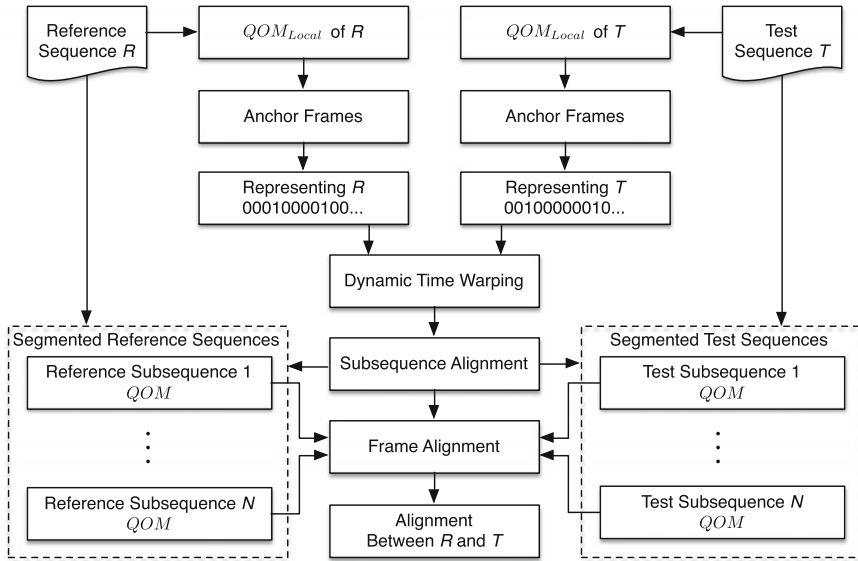 Reference
Sequence R
QOM_Local of R
QOM_Local of T
Test
Sequence T
Anchor Frames
Anchor Frames
Representing R
00010000100...
Representing T
00100000010...
Dynamic Time Warping
Segmented Reference Sequences
Subsequence Alignment
Segmented Test Sequences
Reference Subsequence 1
QOM
Test Subsequence 1
QOM
Frame Alignment
Reference Subsequence N
QOM
Test Subsequence N
QOM
Alignment
Between R and T